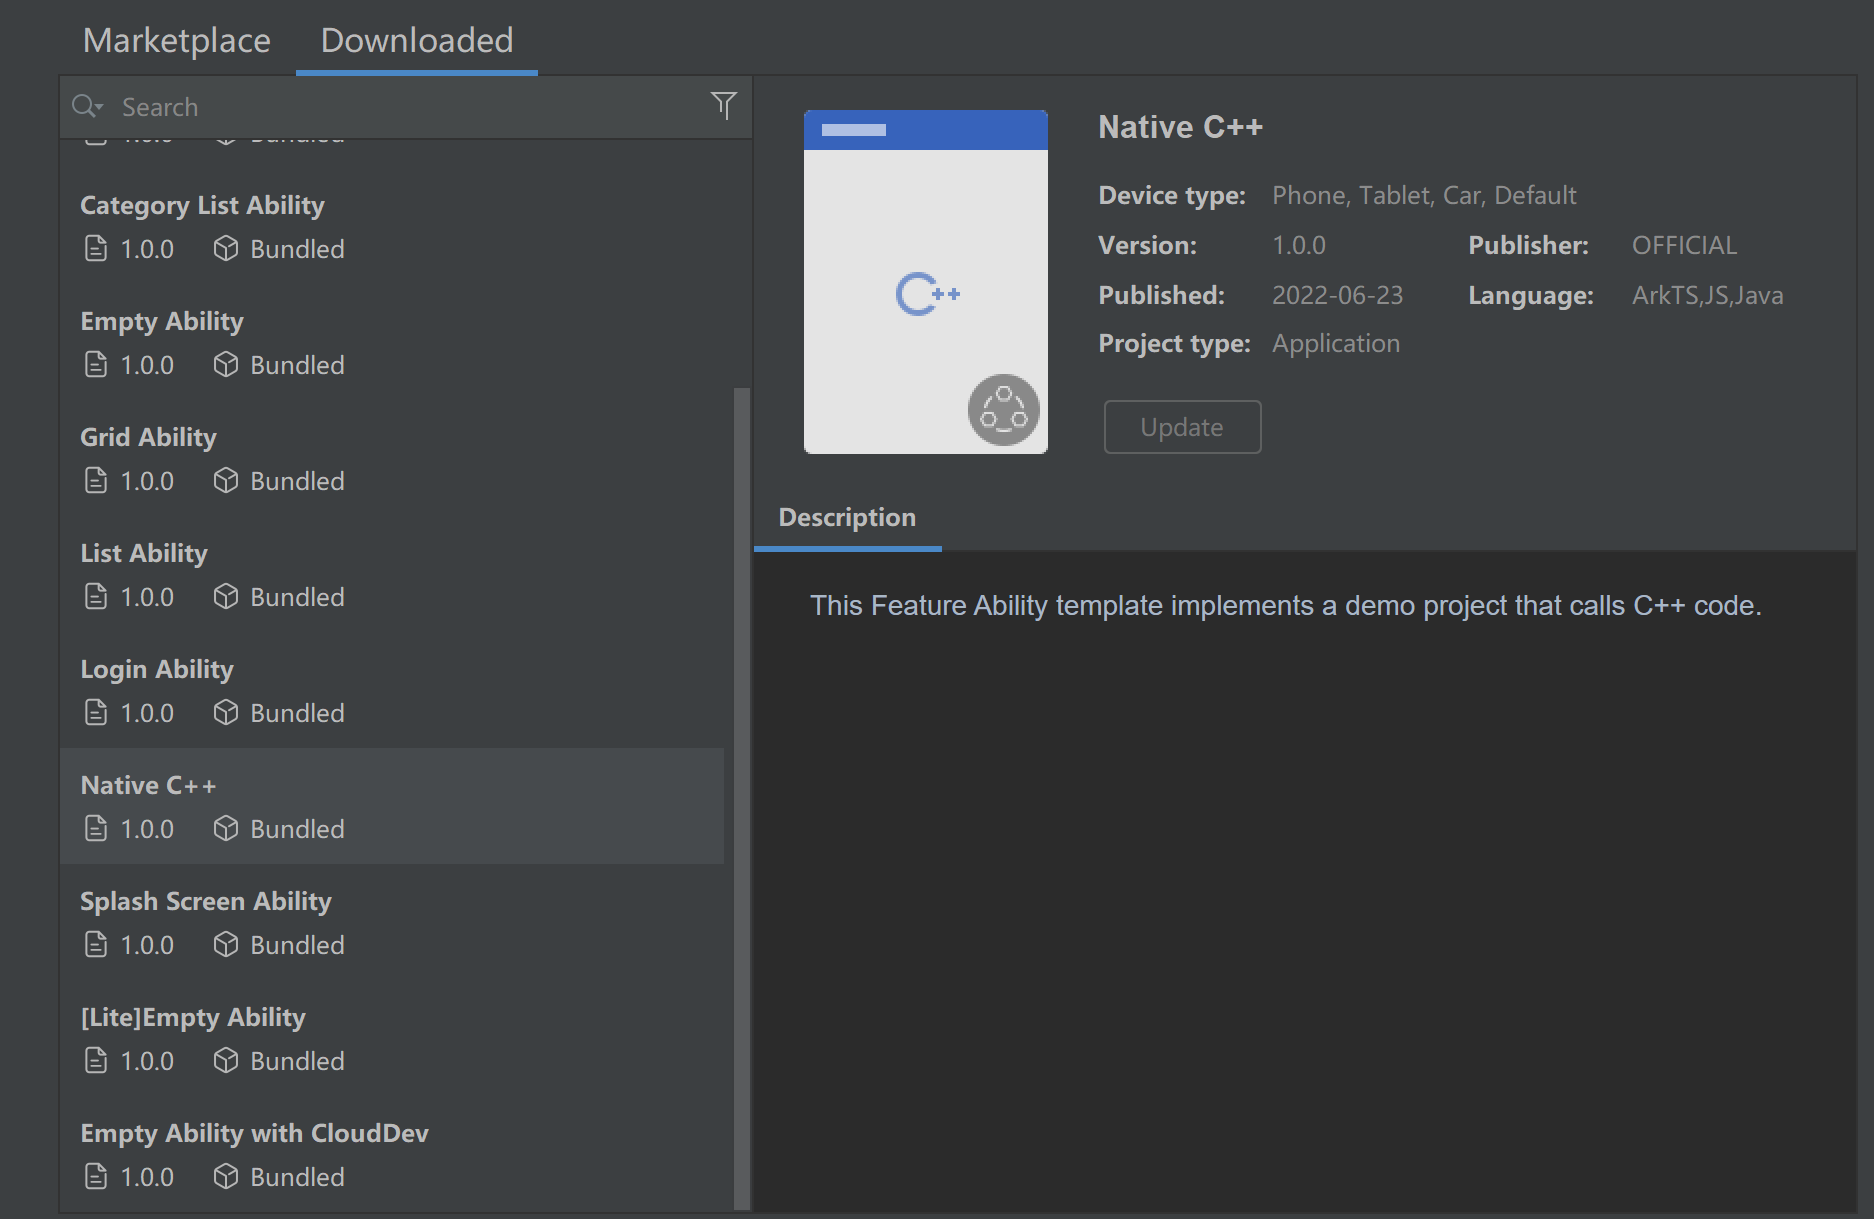 Marketplace Downloaded
Search
Category List Ability
1.0.0 Bundled
Empty Ability
1.0.0 Bundled
Grid Ability
1.0.0 Bundled
List Ability
1.0.0 Bundled
Login Ability
1.0.0 Bundled
Native C++
1.0.0 Bundled
Splash Screen Ability
1.0.0 Bundled
[Lite]Empty Ability
1.0.0 Bundled
Empty Ability with CloudDev
1.0.0 Bundled
C++
Native C++
Device type: Phone, Tablet, Car, Default
Version: 1.0.0 Publisher: OFFICIAL
Published: 2022-06-23 Language: ArkTS,JS,Java
Project type: Application
Update
Description
This Feature Ability template implements a demo project that calls C++ code.